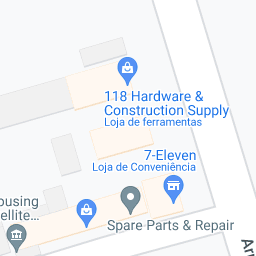 118 Hardware &
Construction Supply
Loja de ferramentas
7-Eleven
Loja de Conveniência
ousing
ellite...
Spare Parts & Repair
Ar